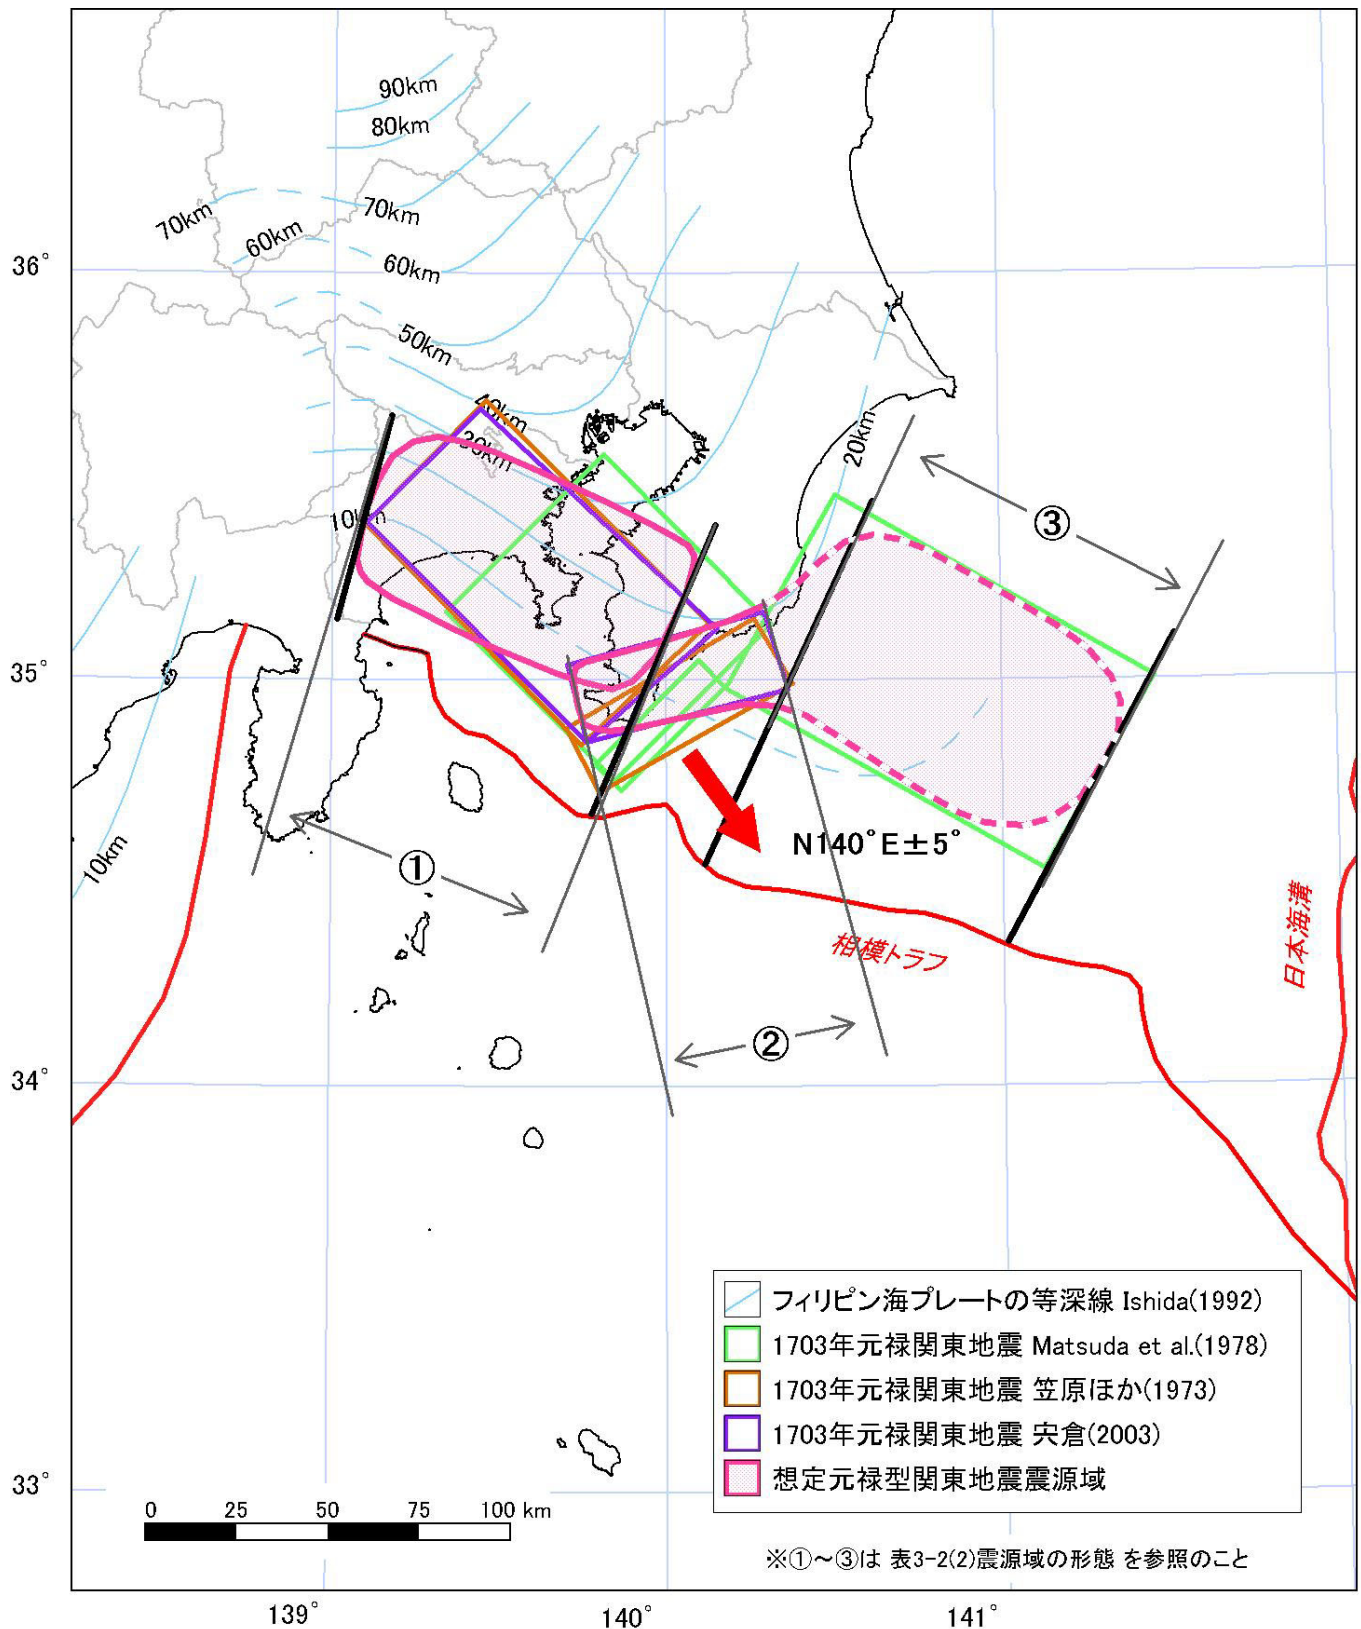 90km
80km
70km
70km
60km
60km
36°
50km
40km
30km
20km
10km
③
35°
N140°E±5°
10km
①
相模トラフ
日本海溝
②
34°
フィリピン海プレートの等深線 Ishida(1992)
1703年元禄関東地震 Matsuda et al.(1978)
1703年元禄関東地震 笠原ほか(1973)
1703年元禄関東地震 宍倉(2003)
想定元禄型関東地震震源域
33°
0 25 50 75 100 km
※①～③は 表3-2(2)震源域の形態 を参照のこと
139° 140° 141°